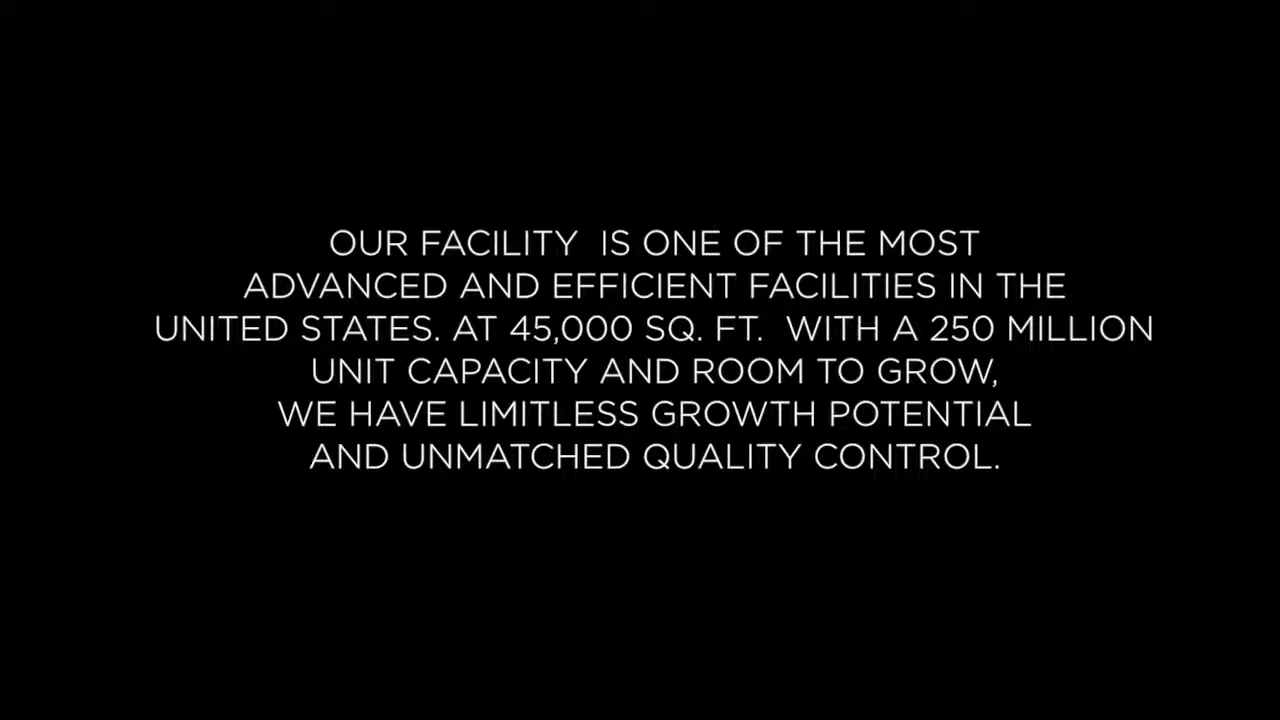 OUR FACILITY  IS ONE OF THE MOST
ADVANCED AND EFFICIENT FACILITIES IN THE
UNITED STATES. AT 45,000 SQ. FT.  WITH A 250 MILLION
UNIT CAPACITY AND ROOM TO GROW,
WE HAVE LIMITLESS GROWTH POTENTIAL
AND UNMATCHED QUALITY CONTROL.